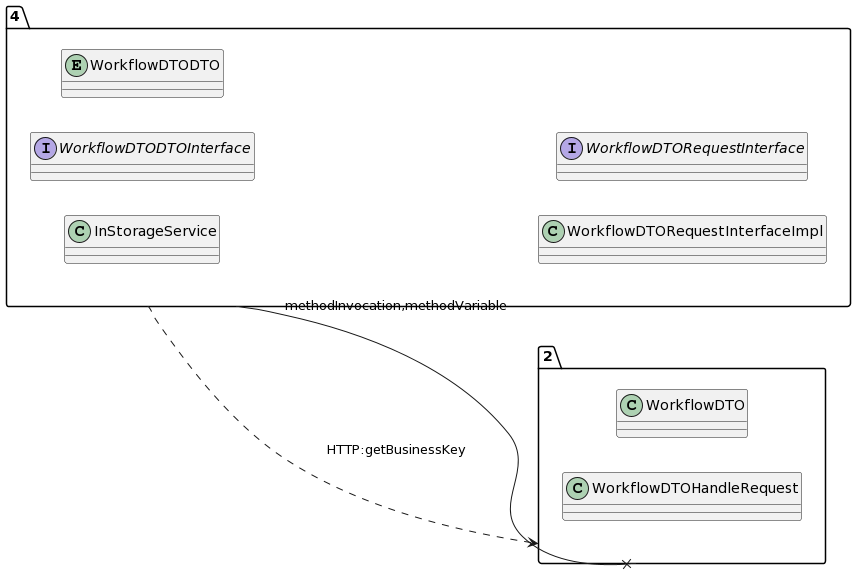 4
E WorkflowDTODTO
I WorkflowDTODTOInterface
I WorkflowDTORequestInterface
C InStorageService
C WorkflowDTORequestInterfaceImpl
methodInvocation,methodVariable
2
C WorkflowDTO
HTTP:getBusinessKey
C WorkflowDTOHandleRequest